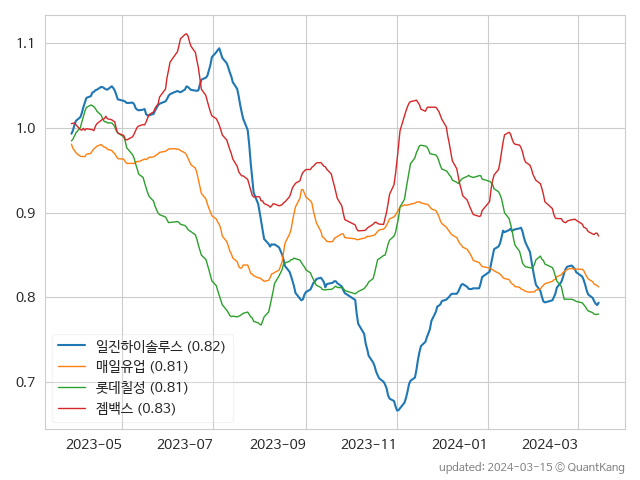 1.1
1.0
0.9
0.8
0.7
일진하이솔루스 (0.82)
매일유업 (0.81)
롯데칠성 (0.81)
젬백스 (0.83)
2023-05 2023-07 2023-09 2023-11 2024-01 2024-03
updated: 2024-03-15 © QuantKang